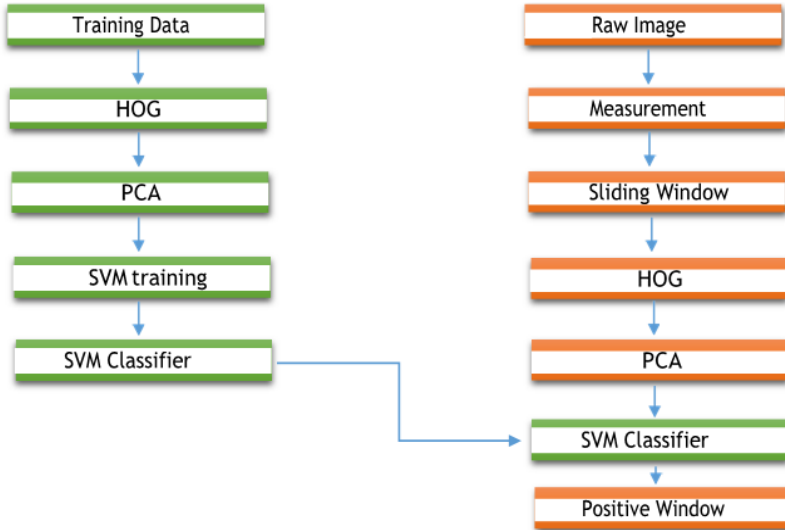 Training Data
HOG
PCA
SVM training
SVM Classifier
Raw Image
Measurement
Sliding Window
HOG
PCA
SVM Classifier
Positive Window